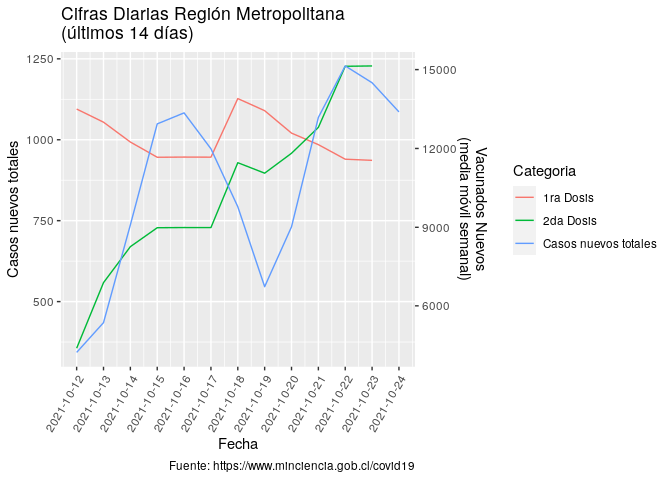 Cifras Diarias Región Metropolitana
(últimos 14 días)
1250
1000
750
500
Casos nuevos totales
15000
12000
9000
6000
Vacunados Nuevos
(media móvil semanal)
2021-10-12
2021-10-13
2021-10-14
2021-10-15
2021-10-16
2021-10-17
2021-10-18
2021-10-19
2021-10-20
2021-10-21
2021-10-22
2021-10-23
2021-10-24
Fecha
Categoria
1ra Dosis
2da Dosis
Casos nuevos totales
Fuente: https://www.minciencia.gob.cl/covid19